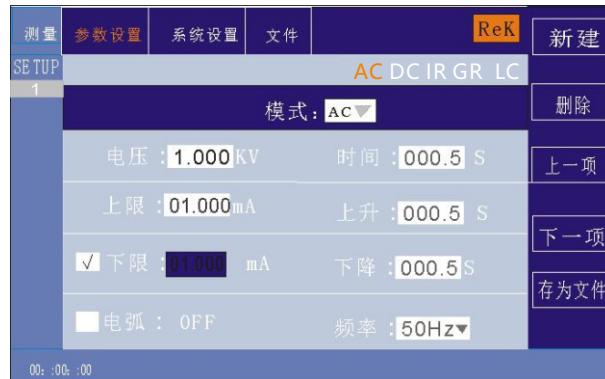 测量 参数设置 系统设置 文件 ReK 新建
SETUP AC DC IR GR LC
1
模式：AC 删除
电压：1.000KV 时间：000.5 S 上一项
上限：01.000mA 上升：000.5 S
下一项
√ 下限：01.000 mA 下降：000.5S
存为文件
电弧：OFF 频率：50Hz
00: :00: :00